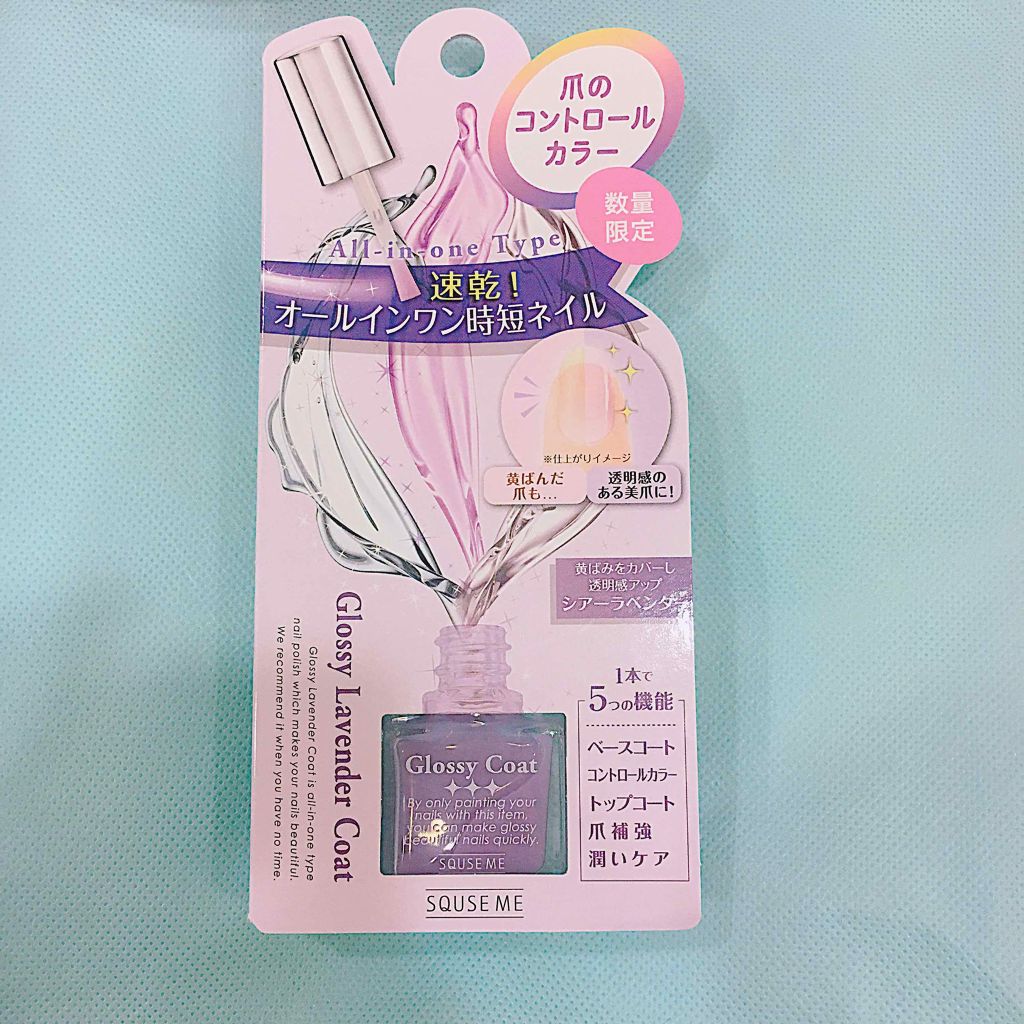 爪の
コントロール
カラー
数量
限定
All-in-one Type
速乾!
オールインワン時短ネイル
※仕上がりイメージ
黄ばんだ
爪も...
透明感の
ある美爪に!
黄ばみをカバーし
透明感アップ
シアーラベンダー
Glossy Lavender Coat
Glossy Lavender Coat is all-in-one type
nail polish which makes your nails beautiful.
We recommend it when you have no time.
1本で
5つの機能
ベースコート
コントロールカラー
トップコート
爪補強
潤いケア
Glossy Coat
By only painting your
nails with this item,
you can make glossy
beautiful nails quickly.
SQUSE ME
SQUSE ME